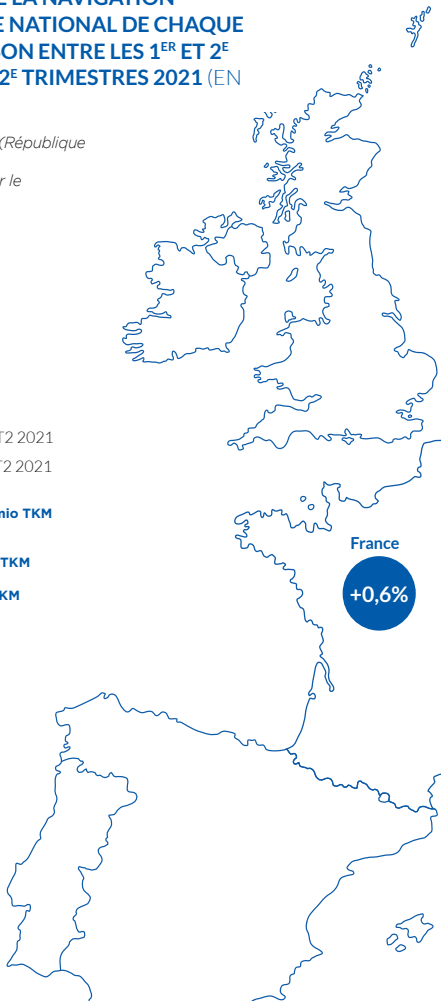 E LA NAVIGATION
E NATIONAL DE CHAQUE
SON ENTRE LES 1ER ET 2E
2E TRIMESTRES 2021 (EN
(République
r le
T2 2021
T2 2021
nio TKM
TKM
KM
France
+0,6%